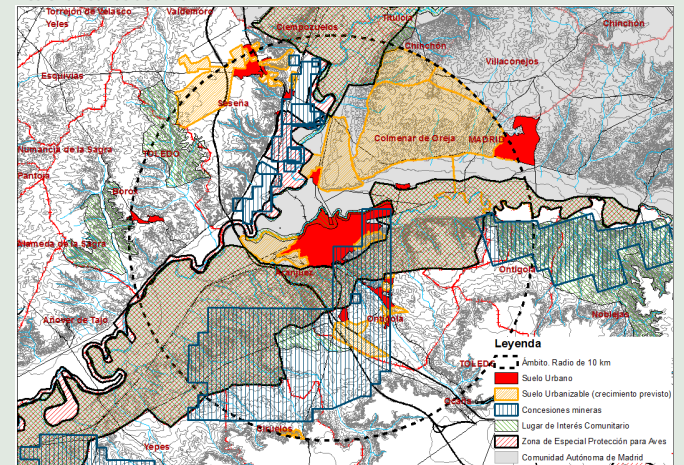 Torrejón de Velasco
Valdemoro
Ciempozuelos
Titulcia
Chinchón
Yeles
Chinchón
Villaconejos
Esquivias
Seseña
Colmenar de Oreja
MADRID
Numancia de la Sagra
TOLEDO
Pantoja
Borox
Alameda de la Sagra
Aranjuez
Ontígola
Añover de Tajo
Ontígola
Noblejas
TOLEDO
Ocaña
Ciruelos
Yepes
Leyenda
Ámbito. Radio de 10 km
Suelo Urbano
Suelo Urbanizable (crecimiento previsto)
Concesiones mineras
Lugar de Interés Comunitario
Zona de Especial Protección para Aves
Comunidad Autónoma de Madrid